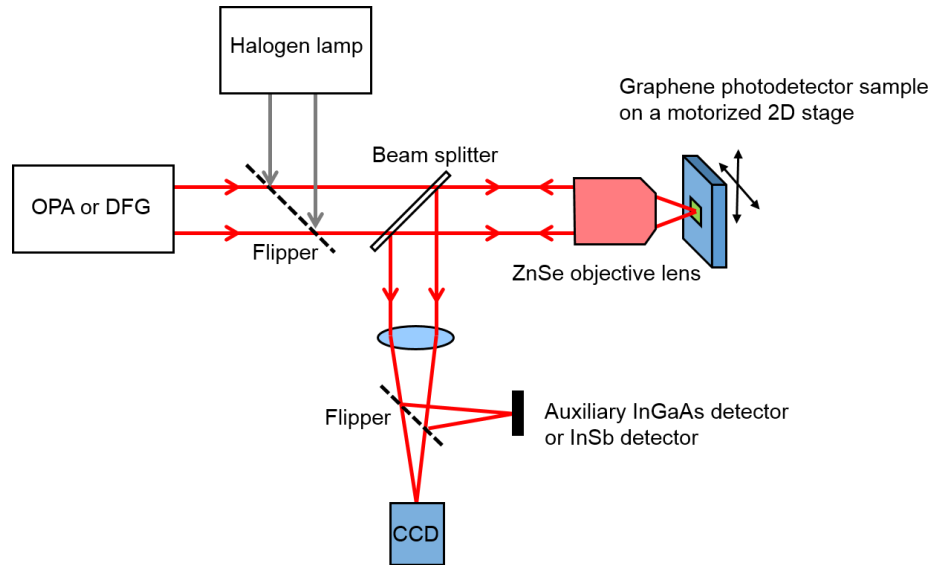 Halogen lamp
Graphene photodetector sample
on a motorized 2D stage
Beam splitter
OPA or DFG
Flipper
ZnSe objective lens
Flipper
Auxiliary InGaAs detector
or InSb detector
CCD